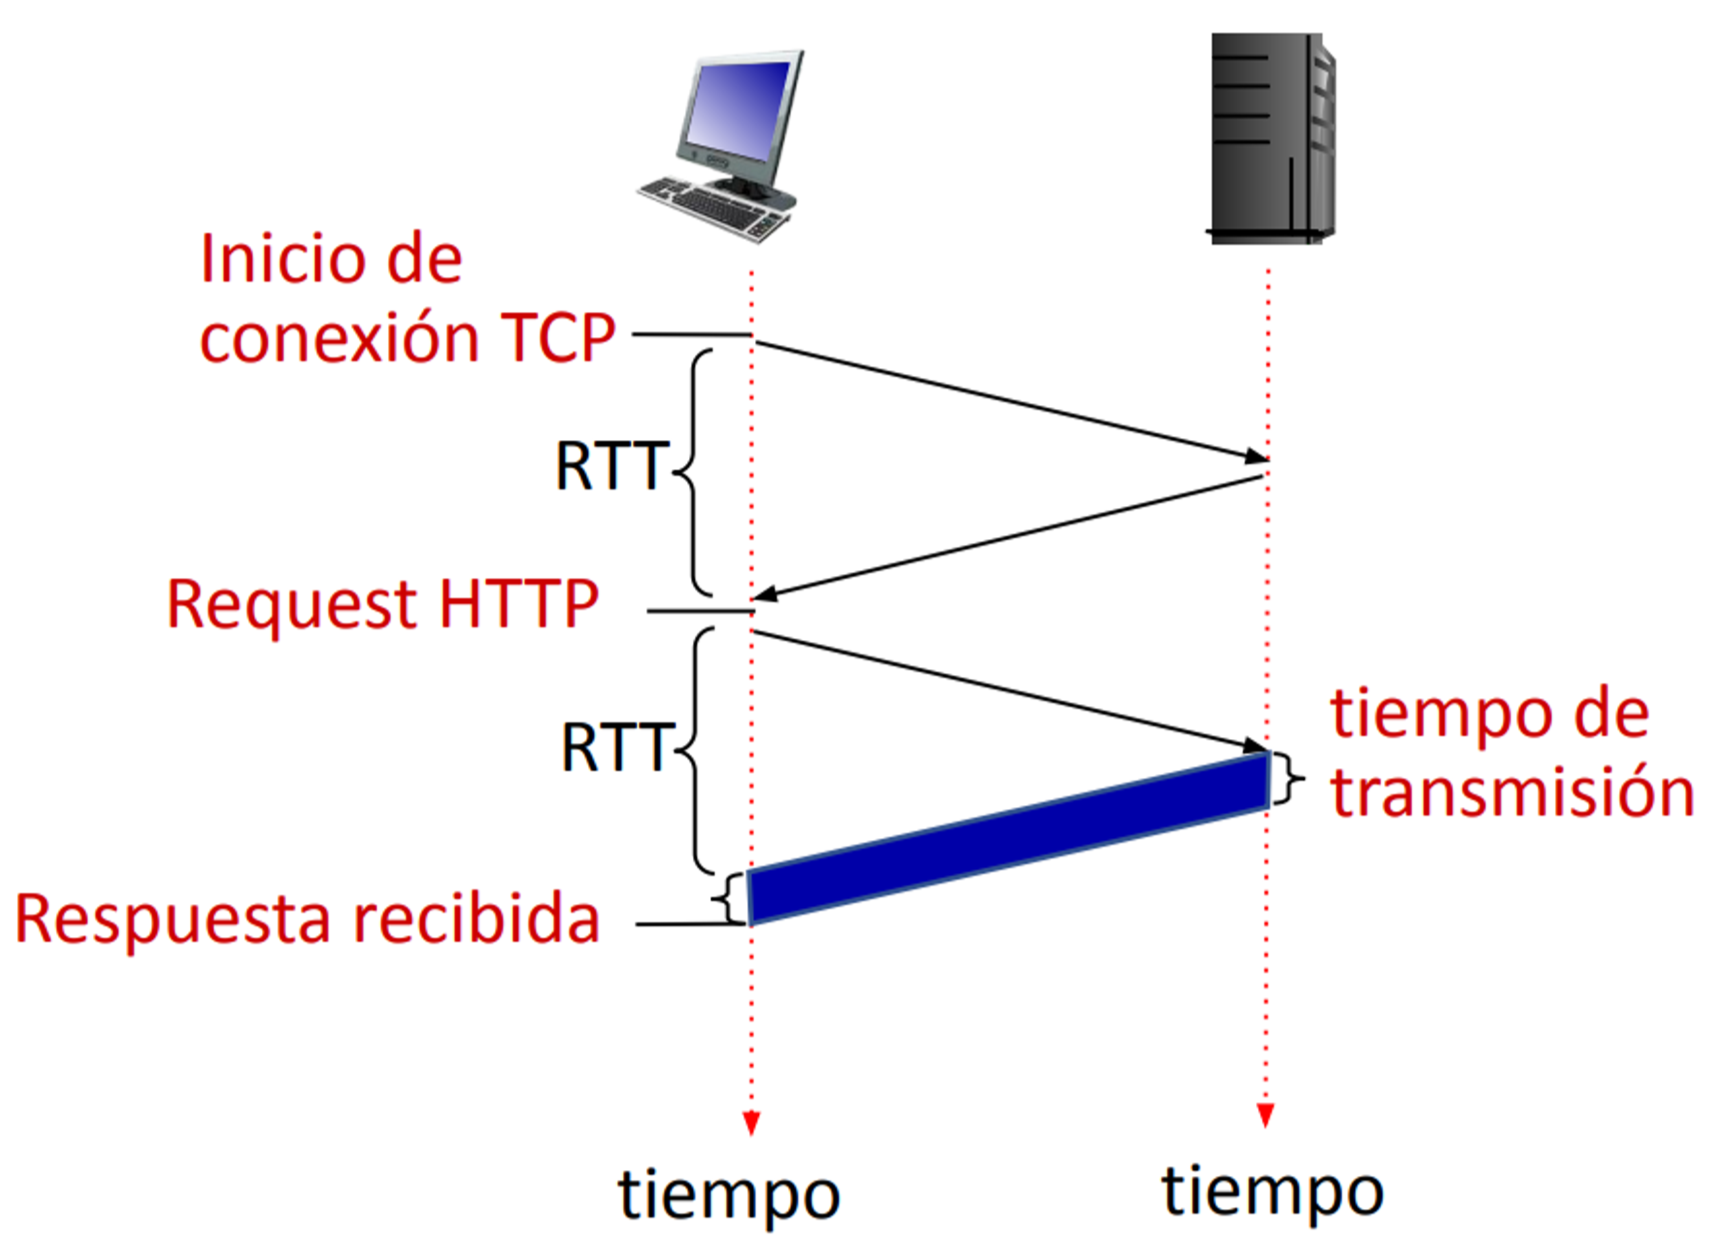 Inicio de
conexión TCP
RTT
Request HTTP
RTT
tiempo de
transmisión
Respuesta recibida
tiempo
tiempo